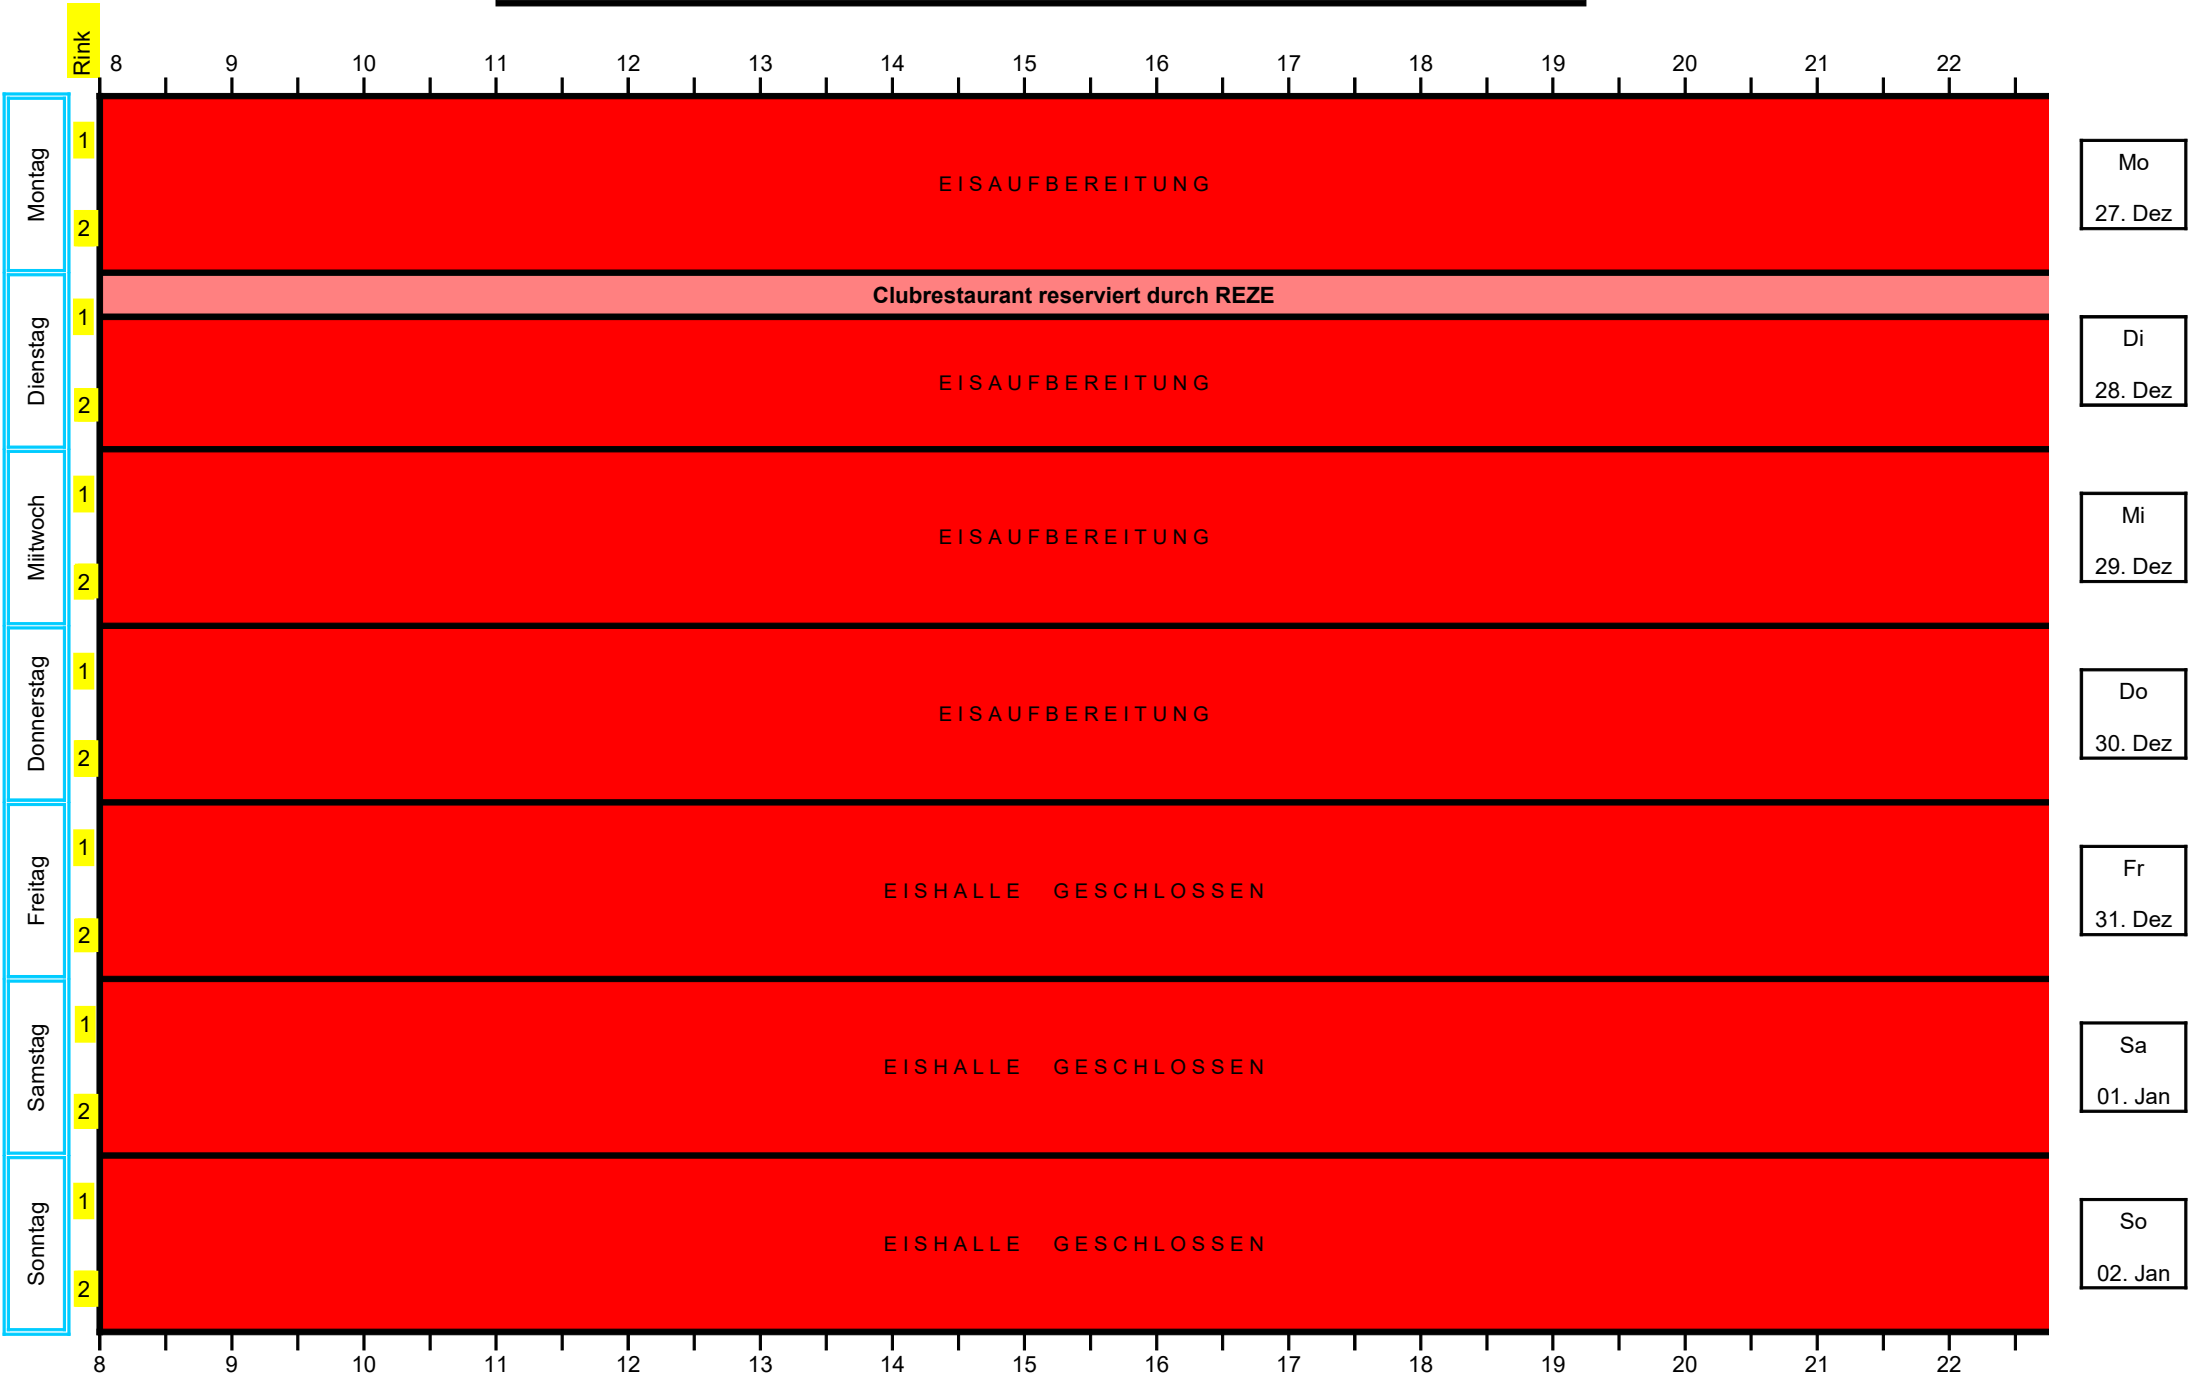 Rink
8 9 10 11 12 13 14 15 16 17 18 19 20 21 22
Montag
1
2
EISAUFBEREITUNG
Mo
27. Dez
Dienstag
1
2
Clubrestaurant reserviert durch REZE
EISAUFBEREITUNG
Di
28. Dez
Miitwoch
1
2
EISAUFBEREITUNG
Mi
29. Dez
Donnerstag
1
2
EISAUFBEREITUNG
Do
30. Dez
Freitag
1
2
EISHALLE GESCHLOSSEN
Fr
31. Dez
Samstag
1
2
EISHALLE GESCHLOSSEN
Sa
01. Jan
Sonntag
1
2
EISHALLE GESCHLOSSEN
So
02. Jan
8 9 10 11 12 13 14 15 16 17 18 19 20 21 22